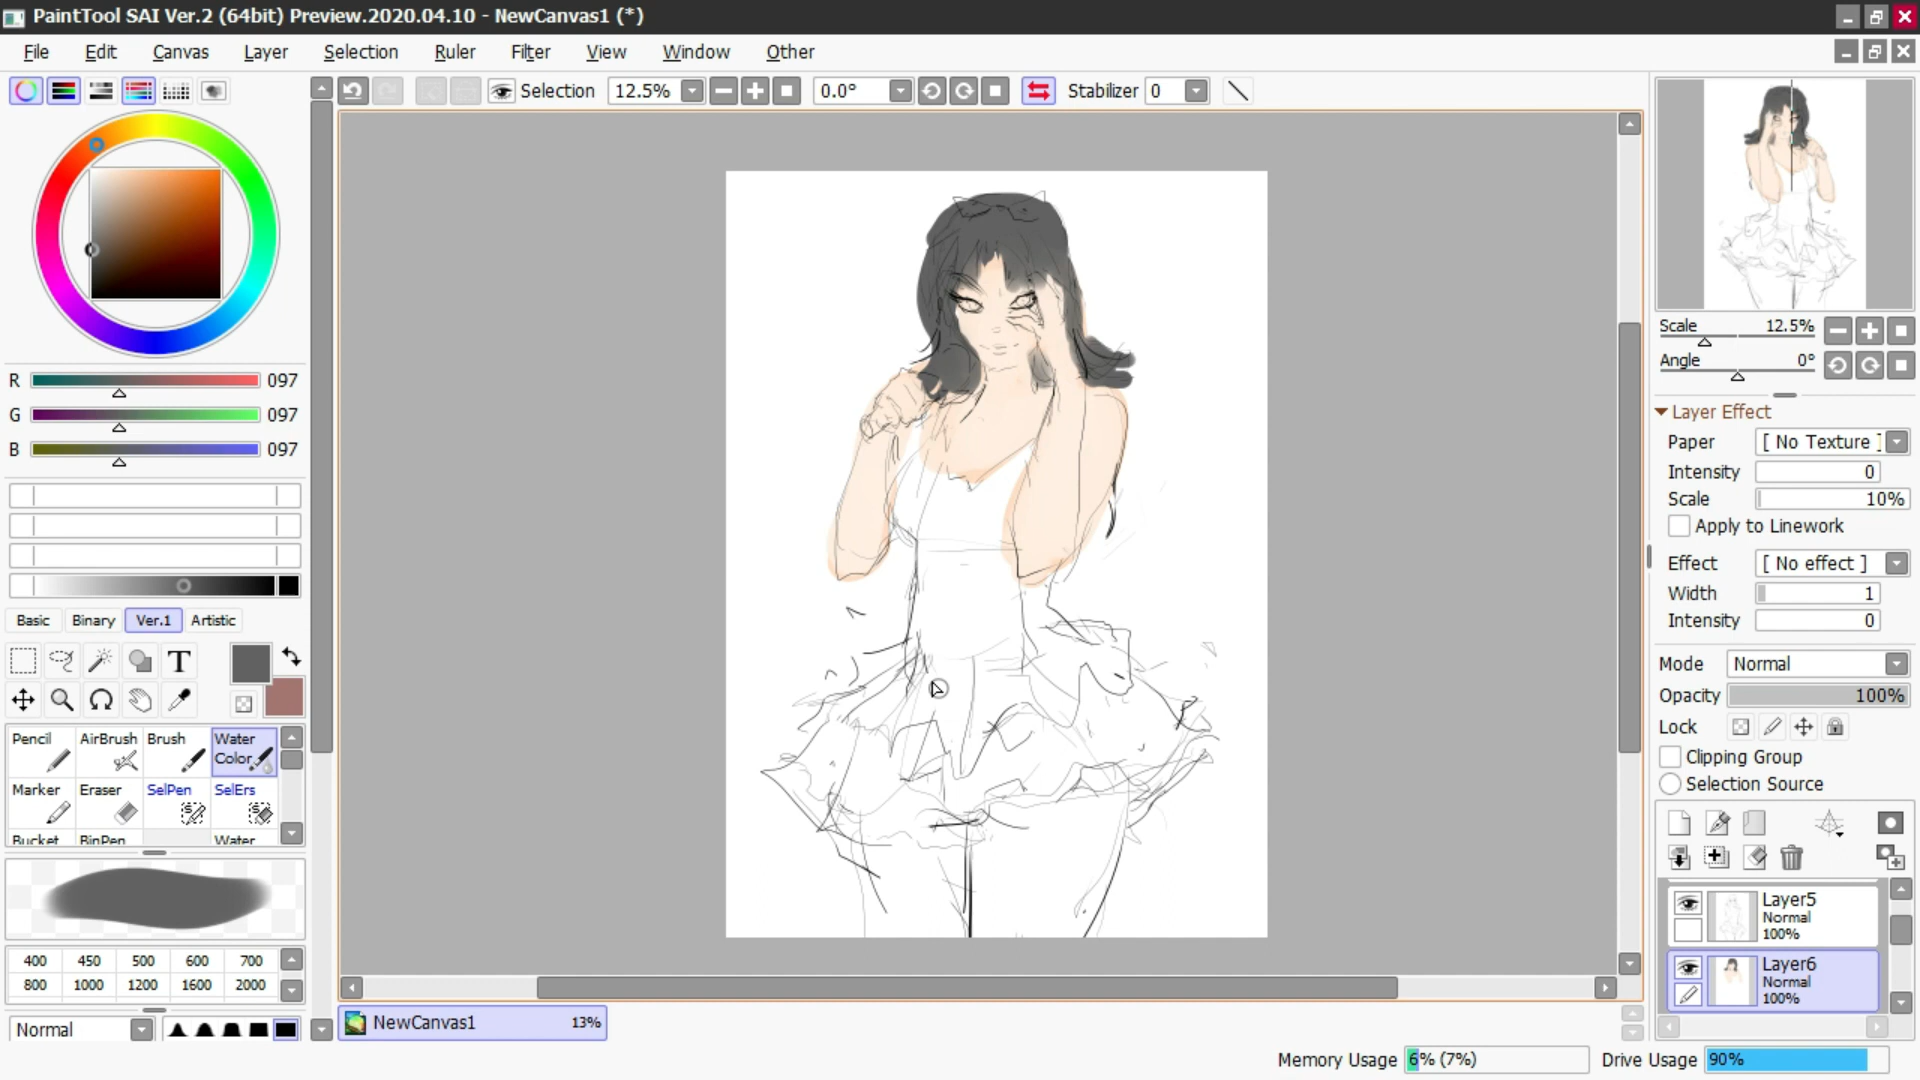 PaintTool SAI Ver.2 (64bit) Preview.2020.04.10 - NewCanvas1 (*)
File Edit Canvas Layer Selection Ruler Filter View Window Other
Selection 12.5% 0.0° Stabilizer 0
R 097
G 097
B 097
Basic Binary Ver.1 Artistic
T
Pencil AirBrush Brush Water Color
Marker Eraser SelPen SelErs
Bucket BinPen Water
400 450 500 600 700
800 1000 1200 1600 2000
Normal
NewCanvas1 13%
Scale 12.5%
Angle 0°
Layer Effect
Paper [ No Texture ]
Intensity 0
Scale 10%
Apply to Linework
Effect [ No effect ]
Width 1
Intensity 0
Mode Normal
Opacity 100%
Lock
Clipping Group
Selection Source
Layer5
Normal
100%
Layer6
Normal
100%
Memory Usage 6% (7%) Drive Usage 90%